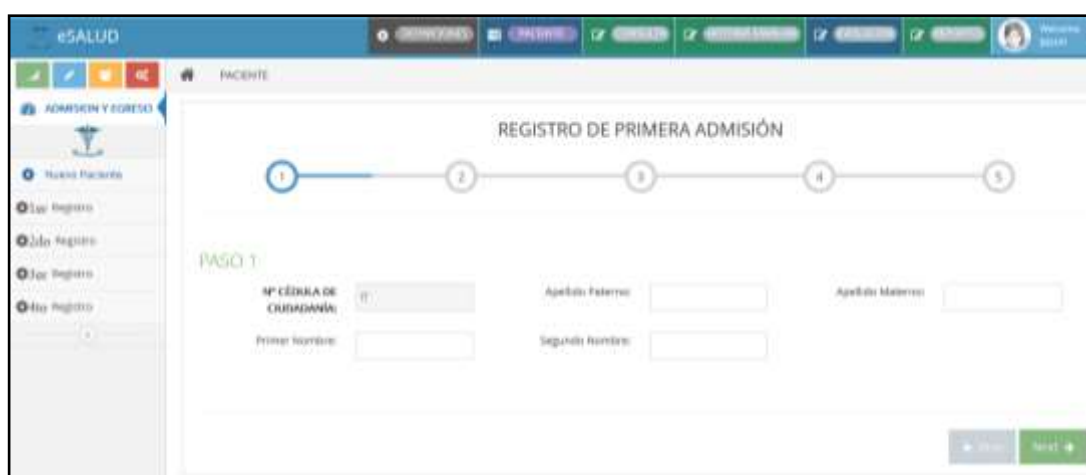 eSALUD
PACIENTE
Welcome
PACIENTE
ADMISION Y EGRESO
REGISTRO DE PRIMERA ADMISIÓN
1 2 3 4 5
Nuevo Paciente
1er Registro
2do Registro
3er Registro
4to Registro
PASO 1
Nº CÉDULA DE CIUDADANÍA:
Apellido Paterno:
Apellido Materno:
Primer Nombre:
Segundo Nombre:
Next